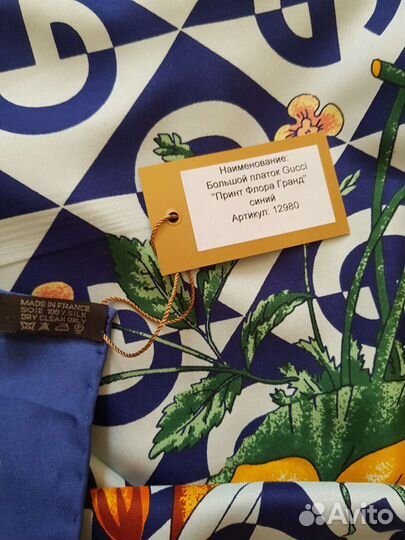 Наименование:
Большой платок Gucci
"Принт Флора Гранд"
синий
Артикул: 12980
MADE IN FRANCE
SOIE 100% SILK
DRY CLEAN ONLY
Avito